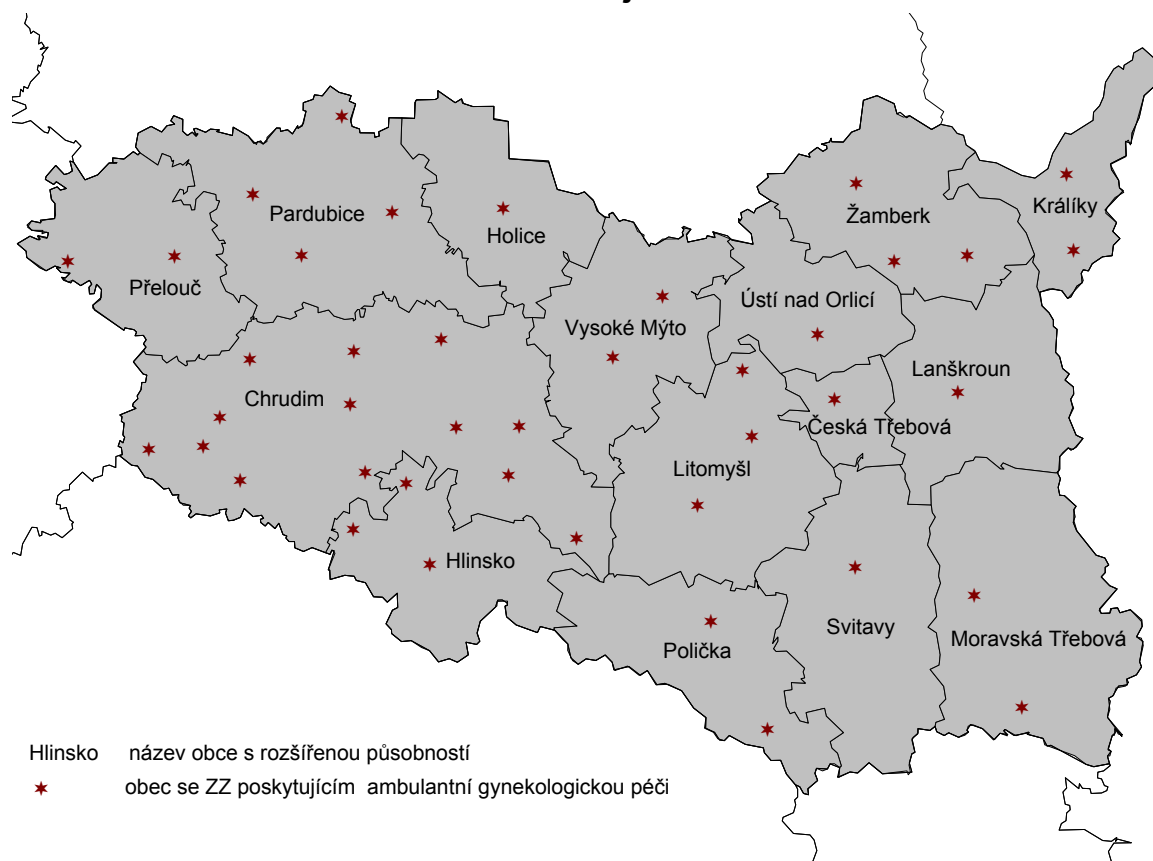 Pardubice
Holice
Žamberk
Králíky
Přelouč
Ústí nad Orlicí
Vysoké Mýto
Lanškroun
Chrudim
Česká Třebová
Litomyšl
Hlinsko
Svitavy
Moravská Třebová
Polička
Hlinsko název obce s rozšířenou působností
obec se ZZ poskytujícím ambulantní gynekologickou péči